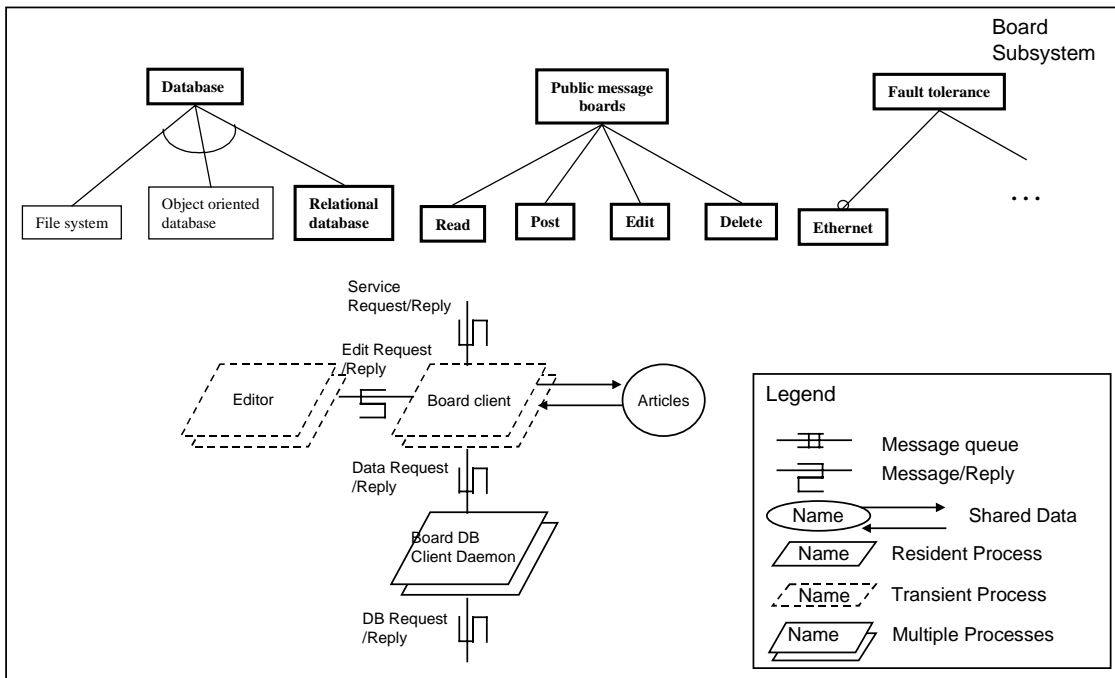 Board
Subsystem
Database
Public message
boards
Fault tolerance
File system
Object oriented
database
Relational
database
Read
Post
Edit
Delete
Ethernet
...
Service
Request/Reply
Edit Request
/Reply
Editor
Board client
Articles
Data Request
/Reply
Board DB
Client Daemon
DB Request
/Reply
Legend
Message queue
Message/Reply
Name
Shared Data
Name
Resident Process
Name
Transient Process
Name
Multiple Processes